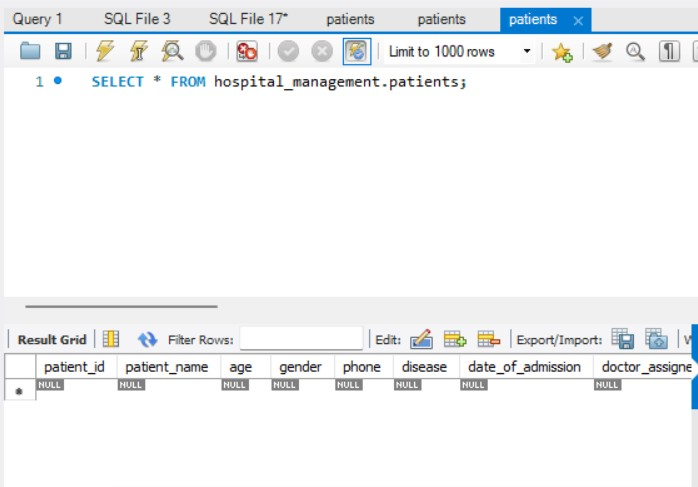 Query 1 SQL File 3 SQL File 17* patients patients patients
Limit to 1000 rows
1 SELECT * FROM hospital_management.patients;
Result Grid Filter Rows: Edit: Export/Import:
patient_id patient_name age gender phone disease date_of_admission doctor_assigne
NULL NULL NULL NULL NULL NULL NULL NULL